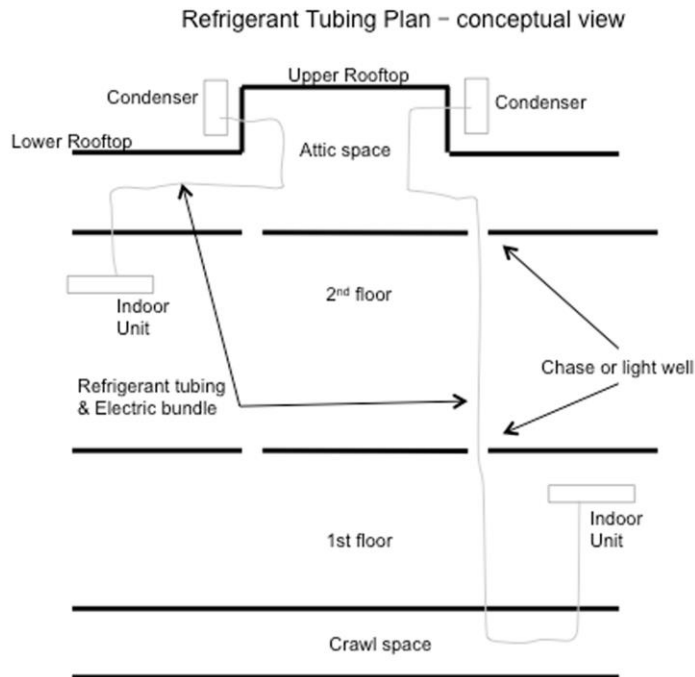 Refrigerant Tubing Plan – conceptual view
Upper Rooftop
Condenser
Condenser
Lower Rooftop
Attic space
2nd floor
Indoor
Unit
Chase or light well
Refrigerant tubing
& Electric bundle
Indoor
Unit
1st floor
Crawl space